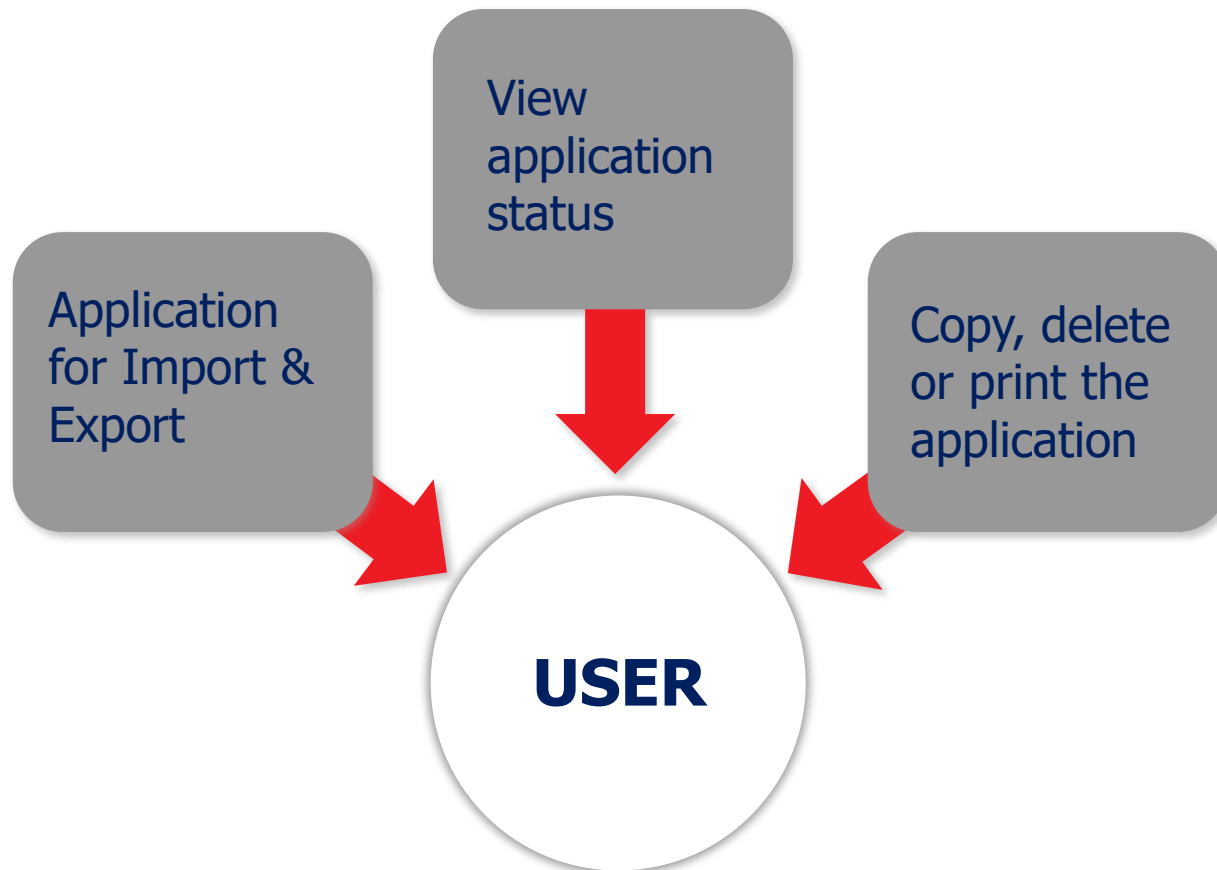 View
application
status
Application
for Import &
Export
Copy, delete
or print the
application
USER